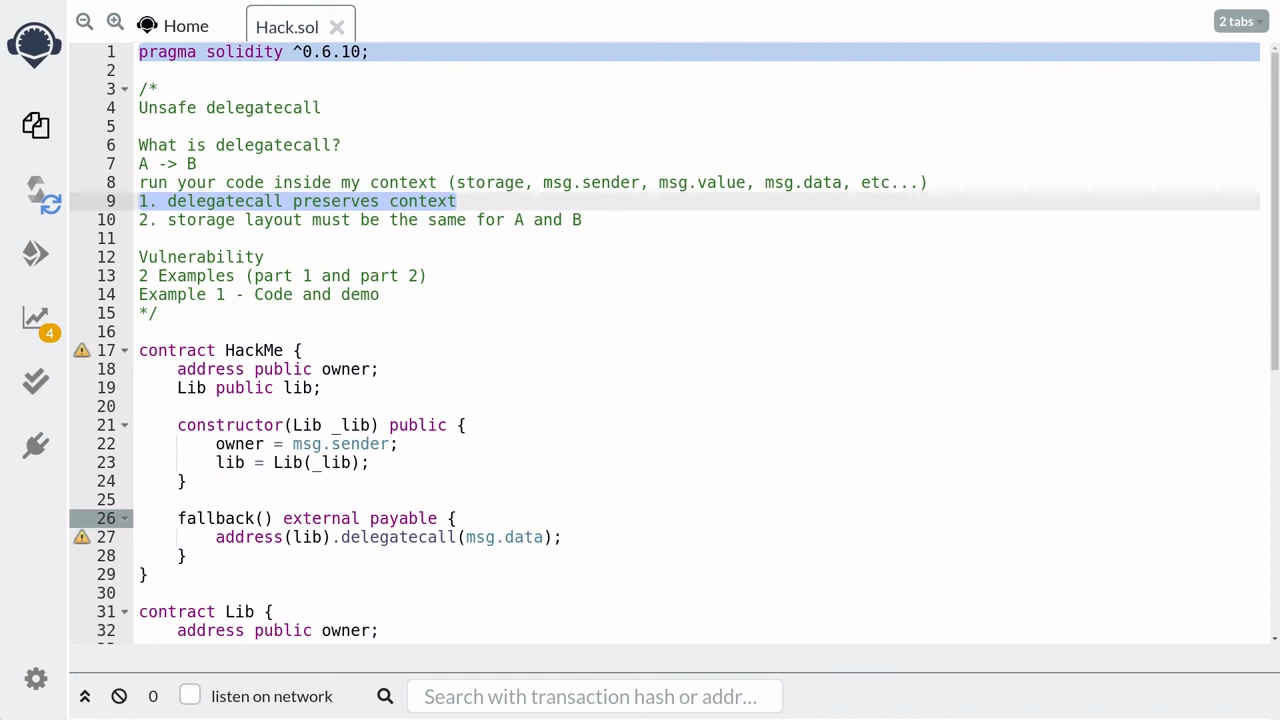 Home
Hack.sol
2 tabs
1 pragma solidity ^0.6.10;
2
3 /*
4 Unsafe delegatecall
5
6 What is delegatecall?
7 A -> B
8 run your code inside my context (storage, msg.sender, msg.value, msg.data, etc...)
9 1. delegatecall preserves context
10 2. storage layout must be the same for A and B
11
12 Vulnerability
13 2 Examples (part 1 and part 2)
14 Example 1 - Code and demo
15 */
16
17 contract HackMe {
18 address public owner;
19 Lib public lib;
20
21 constructor(Lib _lib) public {
22 owner = msg.sender;
23 lib = Lib(_lib);
24 }
25
26 fallback() external payable {
27 address(lib).delegatecall(msg.data);
28 }
29 }
30
31 contract Lib {
32 address public owner;
4
0 listen on network Search with transaction hash or addr...